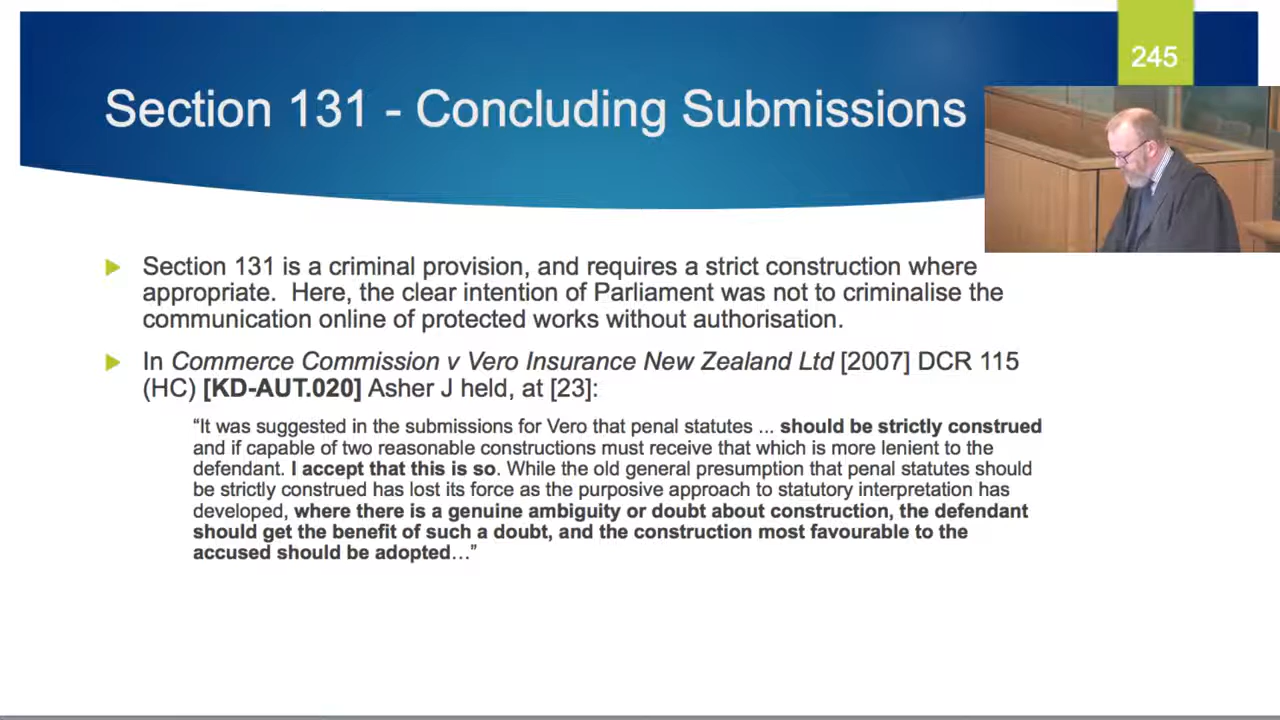 245
Section 131 - Concluding Submissions
Section 131 is a criminal provision, and requires a strict construction where
appropriate.  Here, the clear intention of Parliament was not to criminalise the
communication online of protected works without authorisation.
In Commerce Commission v Vero Insurance New Zealand Ltd [2007] DCR 115
(HC) [KD-AUT.020] Asher J held, at [23]:
“It was suggested in the submissions for Vero that penal statutes ... should be strictly construed
and if capable of two reasonable constructions must receive that which is more lenient to the
defendant. I accept that this is so. While the old general presumption that penal statutes should
be strictly construed has lost its force as the purposive approach to statutory interpretation has
developed, where there is a genuine ambiguity or doubt about construction, the defendant
should get the benefit of such a doubt, and the construction most favourable to the
accused should be adopted…”